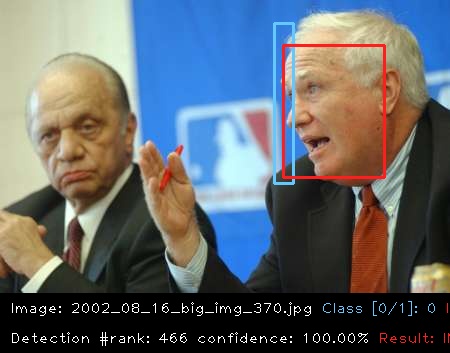 Image: 2002_08_16_big_img_370.jpg Class [0/1]: 0
Detection #rank: 466 confidence: 100.00% Result: